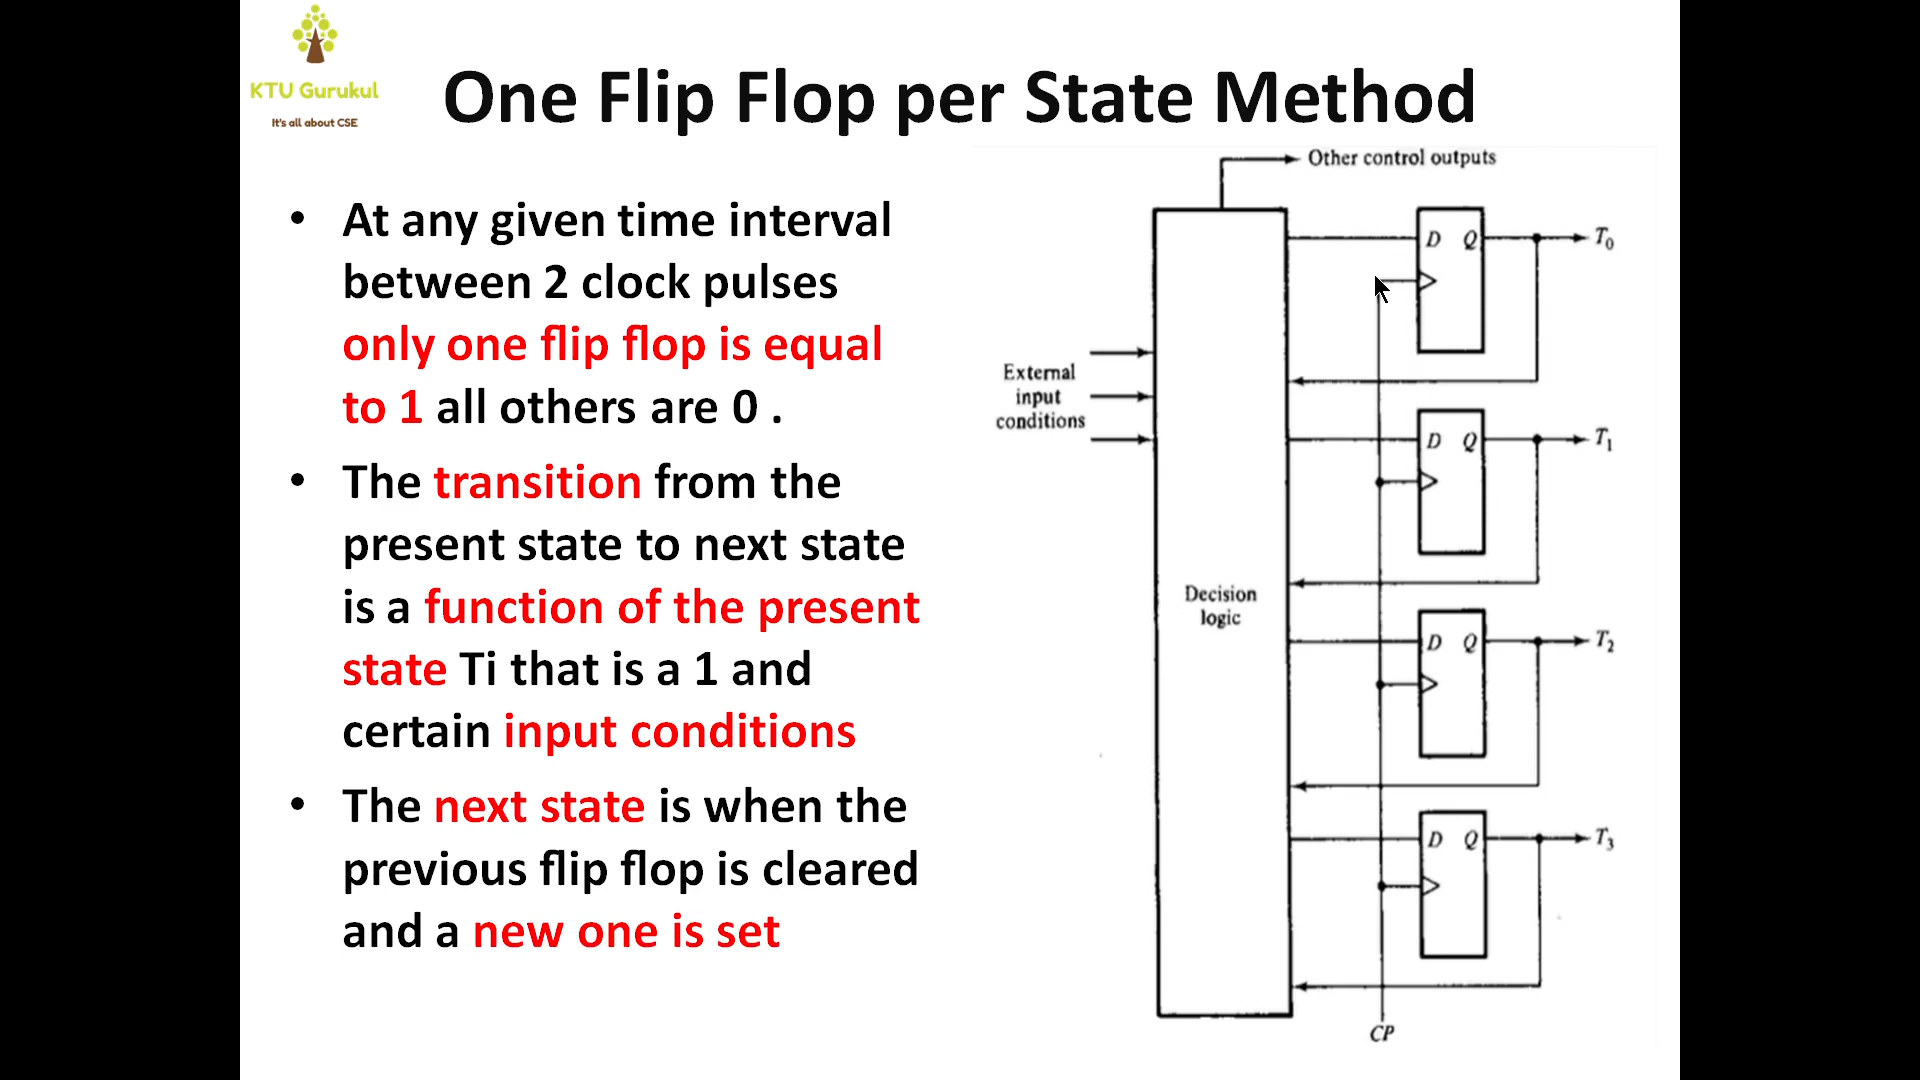 KTU Gurukul
It's all about CSE
One Flip Flop per State Method
• At any given time interval
between 2 clock pulses
only one flip flop is equal
to 1 all others are 0 .
• The transition from the
present state to next state
is a function of the present
state Ti that is a 1 and
certain input conditions
• The next state is when the
previous flip flop is cleared
and a new one is set
Other control outputs
D Q T0
External
input
conditions
D Q T1
Decision
logic
D Q T2
D Q T3
CP